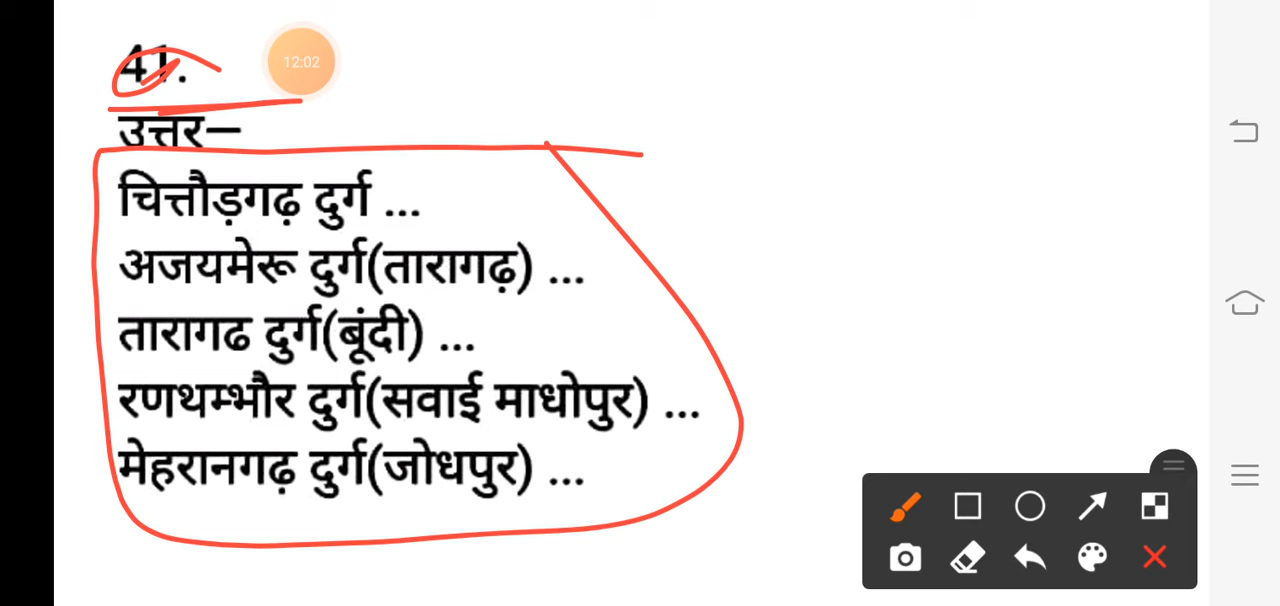 41.
12:02
उत्तर—
चित्तौड़गढ़ दुर्ग ...
अजयमेरू दुर्ग(तारागढ़) ...
तारागढ दुर्ग(बूंदी) ...
रणथम्भौर दुर्ग(सवाई माधोपुर) ...
मेहरानगढ़ दुर्ग(जोधपुर) ...